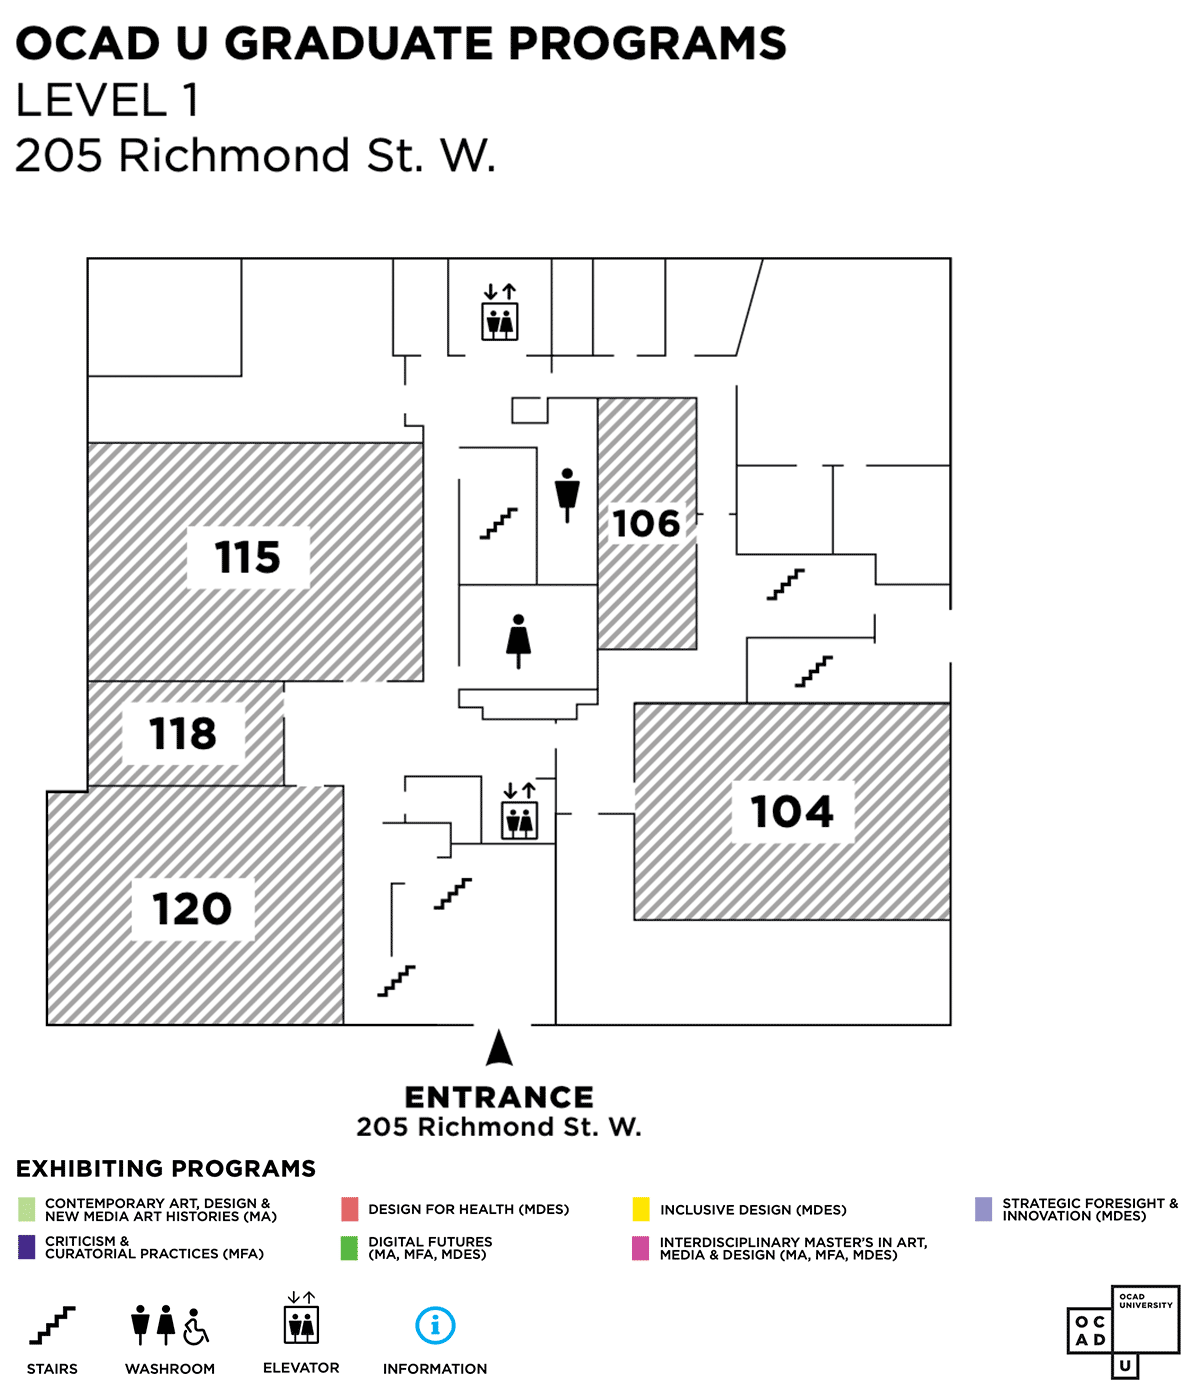 OCAD U GRADUATE PROGRAMS
LEVEL 1
205 Richmond St. W.
106
115
118
104
120
ENTRANCE
205 Richmond St. W.
EXHIBITING PROGRAMS
CONTEMPORARY ART, DESIGN &
NEW MEDIA ART HISTORIES (MA)
DESIGN FOR HEALTH (MDES)
INCLUSIVE DESIGN (MDES)
STRATEGIC FORESIGHT &
INNOVATION (MDES)
CRITICISM &
CURATORIAL PRACTICES (MFA)
DIGITAL FUTURES
(MA, MFA, MDES)
INTERDISCIPLINARY MASTER'S IN ART,
MEDIA & DESIGN (MA, MFA, MDES)
STAIRS
WASHROOM
ELEVATOR
INFORMATION
OCAD
UNIVERSITY
O C
A D
U